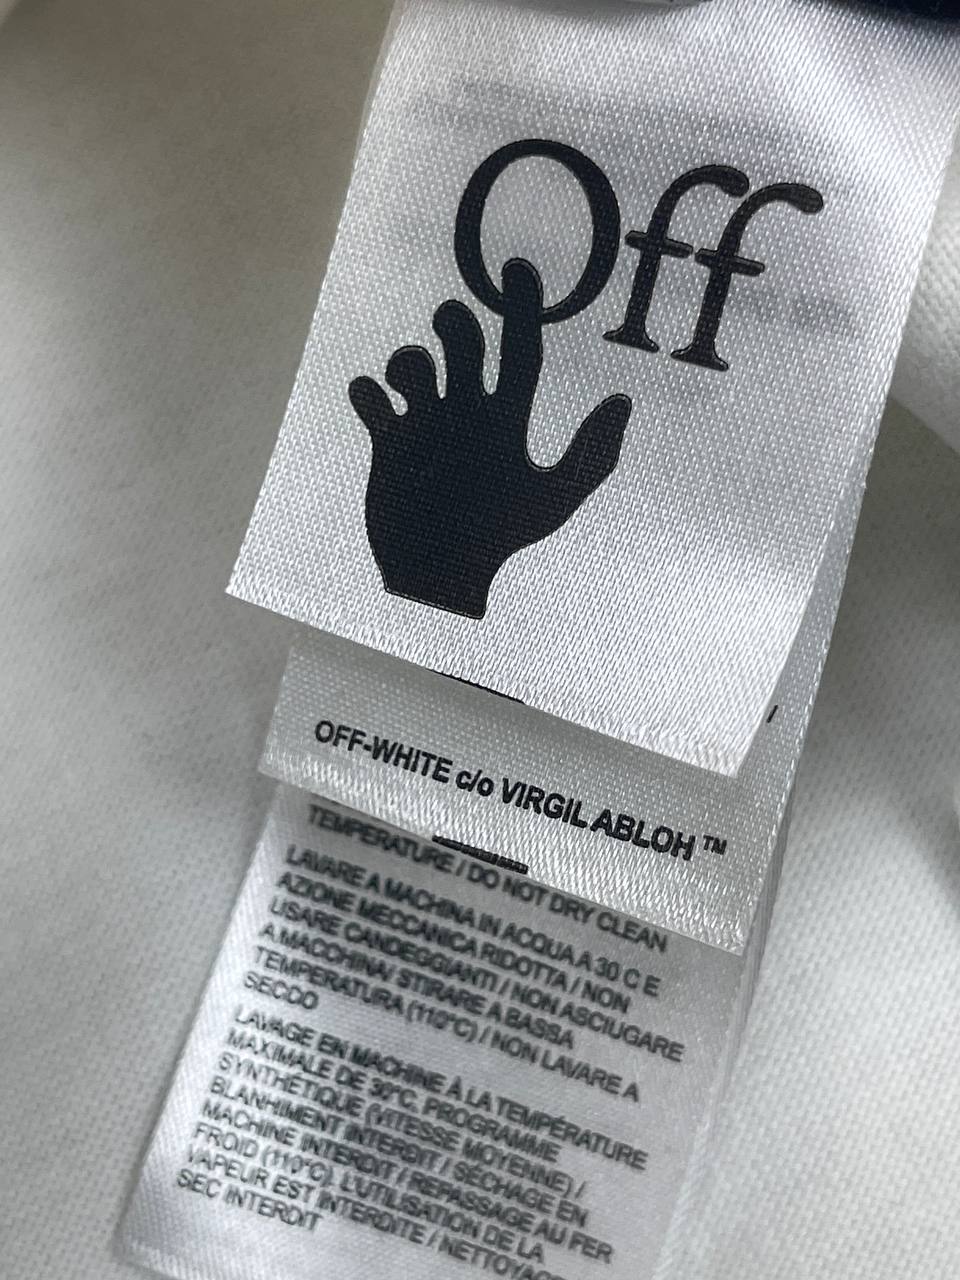 Off
OFF-WHITE c/o VIRGIL ABLOH™
TEMPERATURE / DO NOT DRY CLEAN
LAVARE A MACHINA IN ACQUA A 30 C E
AZIONE MECCANICA RIDOTTA / NON
LISARE CANDEGGIANTI / NON ASCIUGARE
A MACCHINA/ STIRARE A BASSA
TEMPERATURA (110°C) / NON LAVARE A
SECCO
LAVAGE EN MACHINE À LA TEMPÉRATURE
MAXIMALE DE 30°C, PROGRAMME
SYNTHÉTIQUE (VITESSE MOYENNE) /
BLANHIMENT INTERDIT / SÉCHAGE EN
MACHINE INTERDIT / REPASSAGE AU FER
FROID (110°C). L'UTILISATION DE LA
VAPEUR EST INTERDITE / NETTOYAGE
SEC INTERDIT